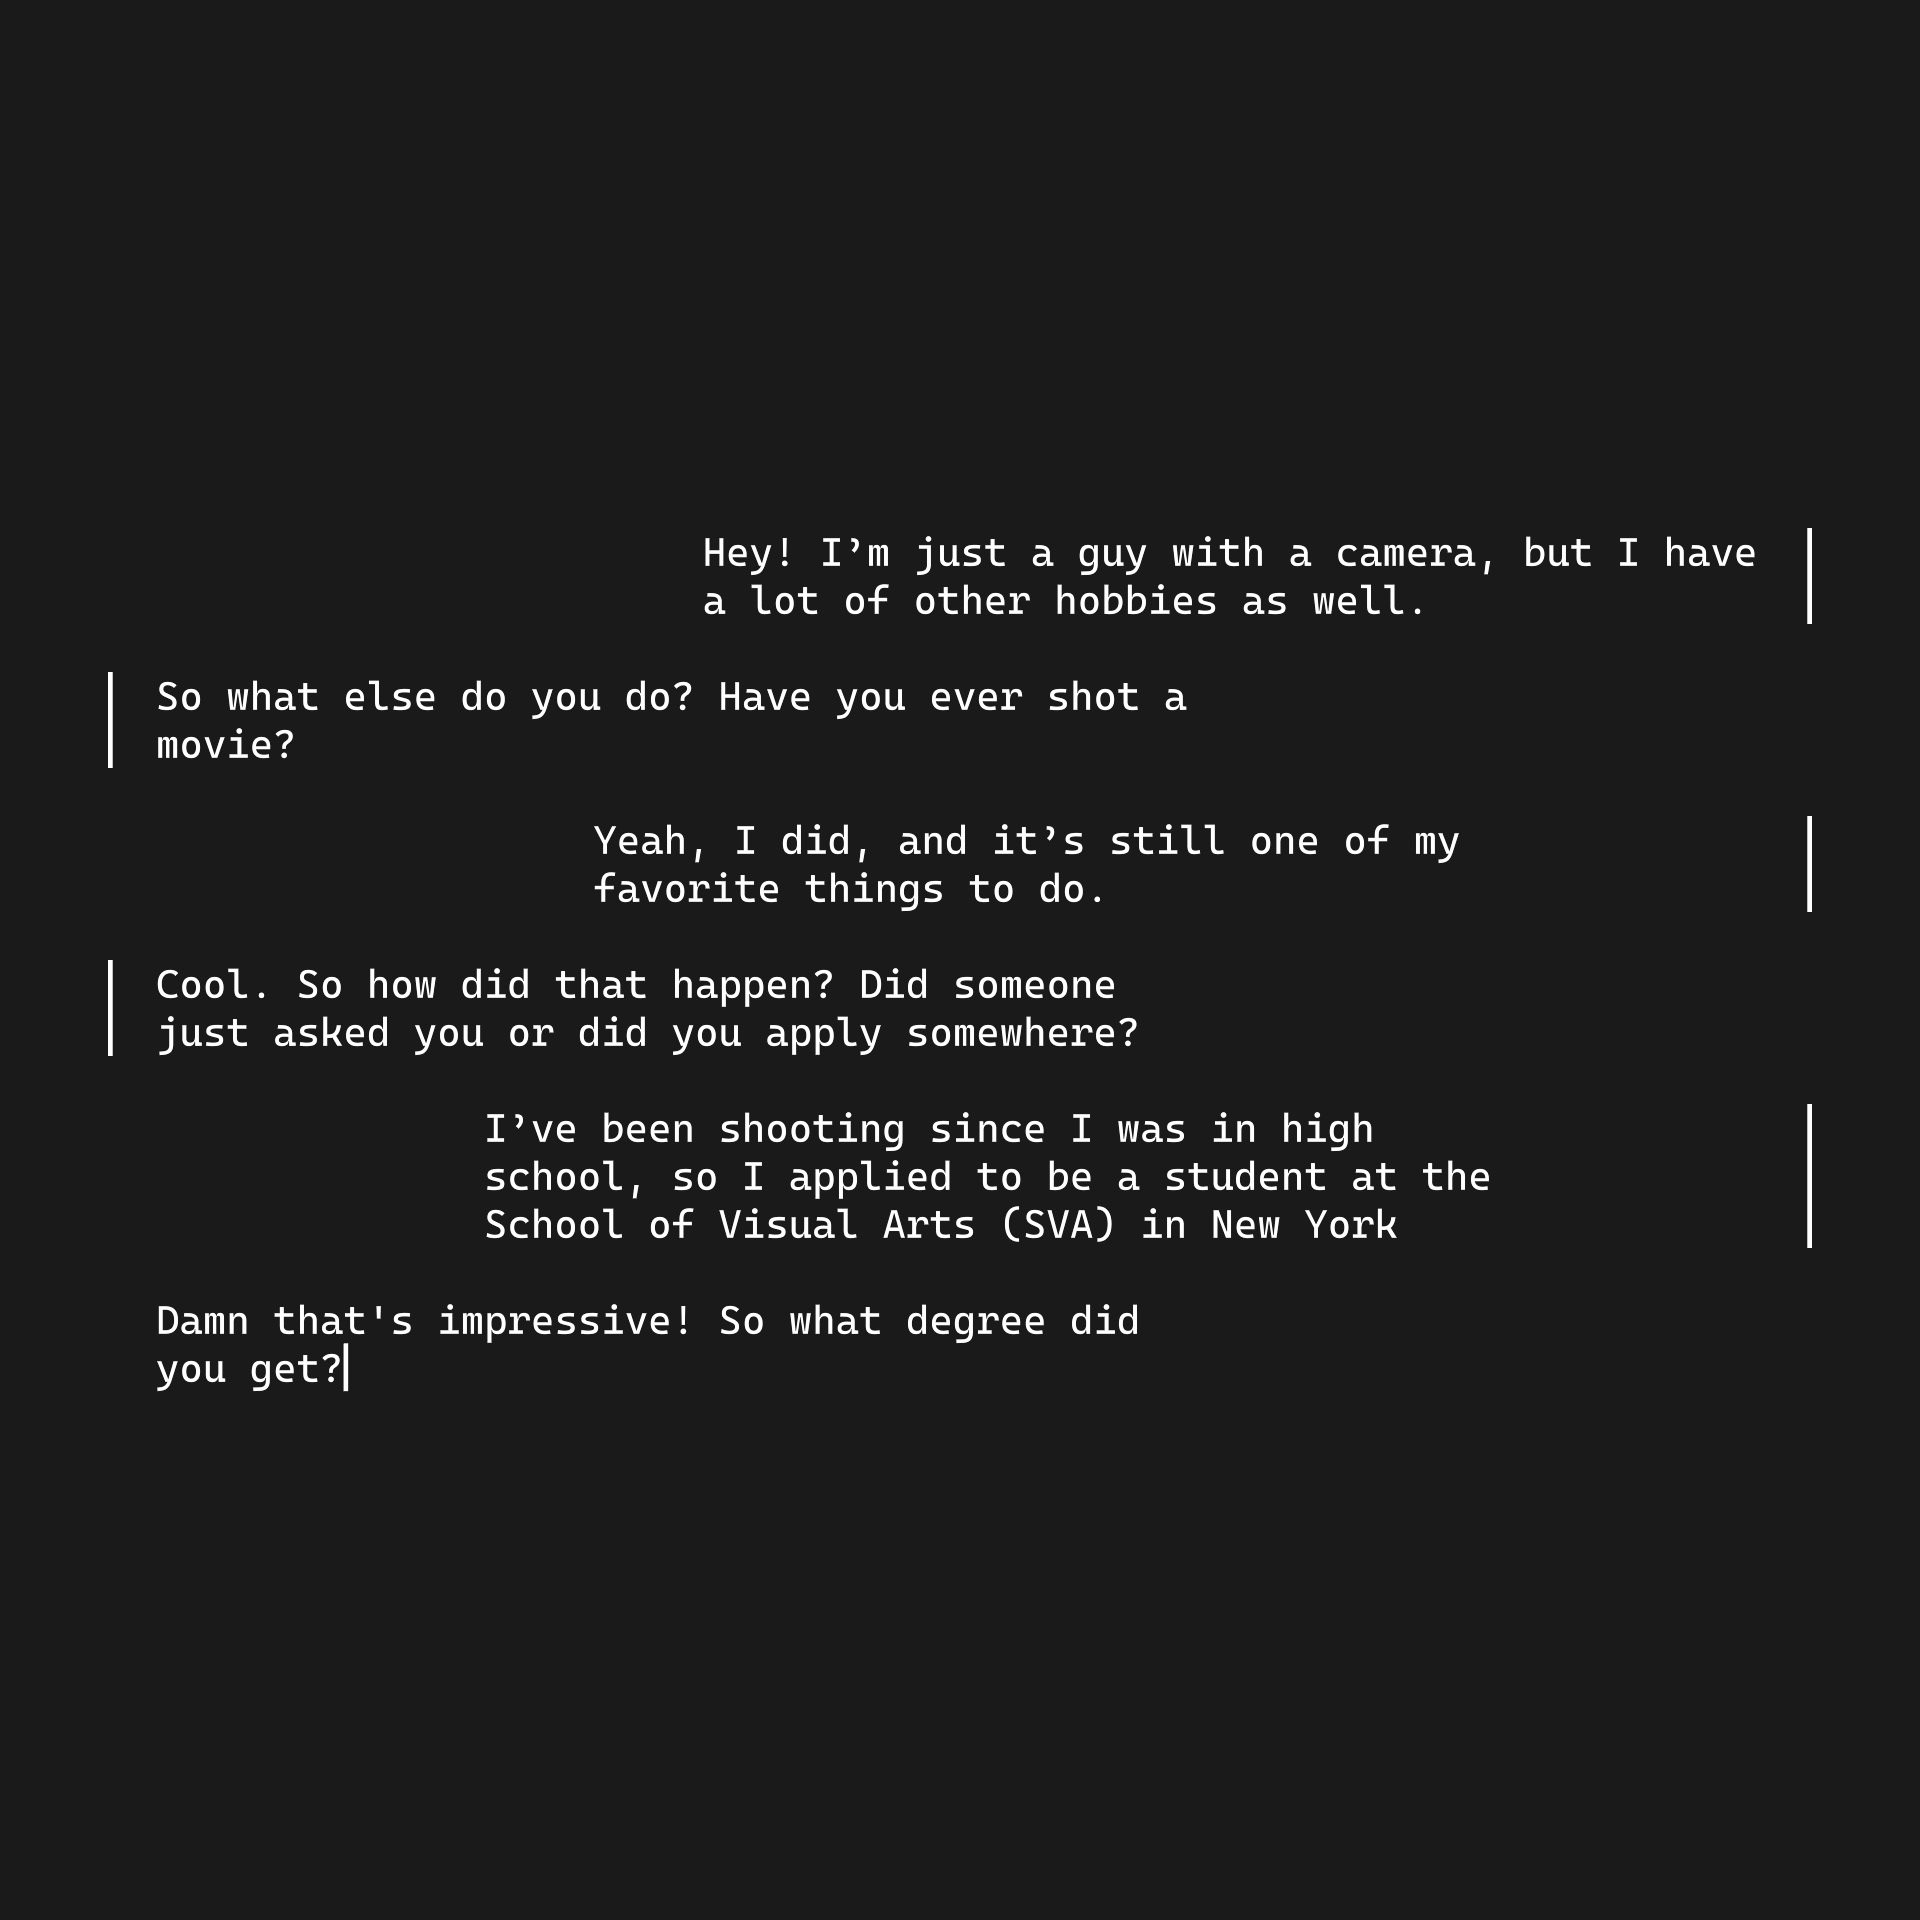 Hey! I’m just a guy with a camera, but I have
a lot of other hobbies as well.
So what else do you do? Have you ever shot a
movie?
Yeah, I did, and it’s still one of my
favorite things to do.
Cool. So how did that happen? Did someone
just asked you or did you apply somewhere?
I’ve been shooting since I was in high
school, so I applied to be a student at the
School of Visual Arts (SVA) in New York
Damn that's impressive! So what degree did
you get?